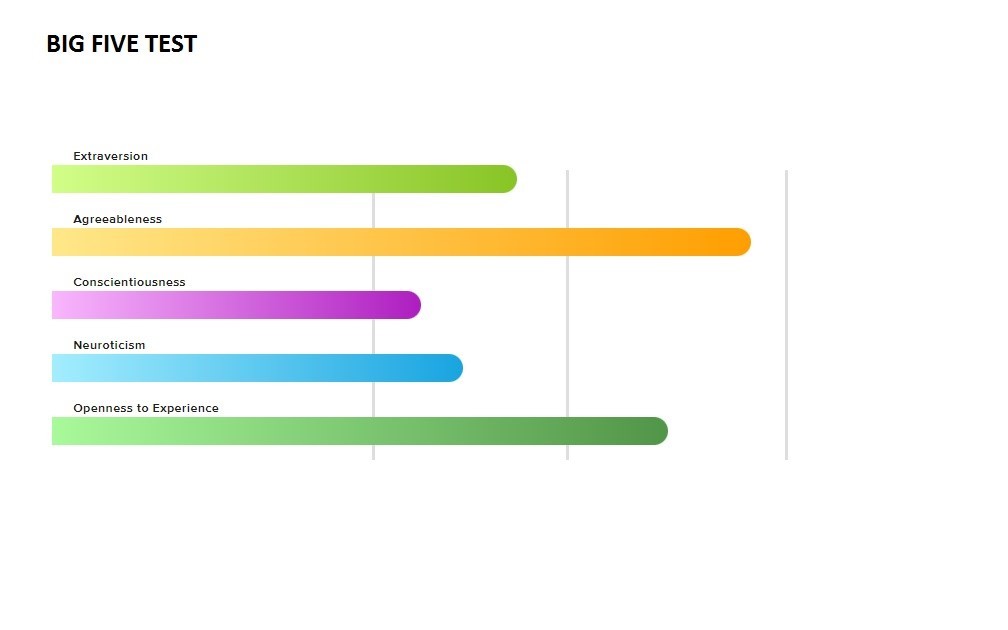 BIG FIVE TEST
Extraversion
Agreeableness
Conscientiousness
Neuroticism
Openness to Experience